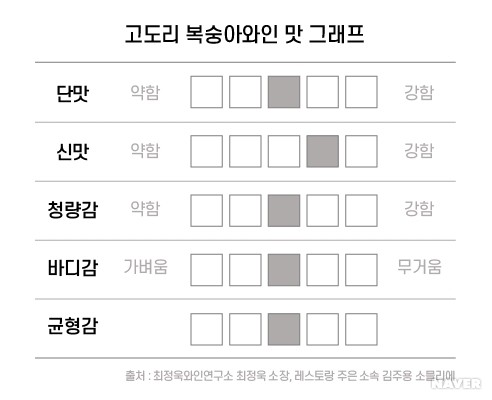 고도리 복숭아와인 맛 그래프
단맛 약함 강함
신맛 약함 강함
청량감 약함 강함
바디감 가벼움 무거움
균형감
출처 : 최정욱와인연구소 최정욱 소장, 레스토랑 주은 소속 김주용 소믈리에
NAVER